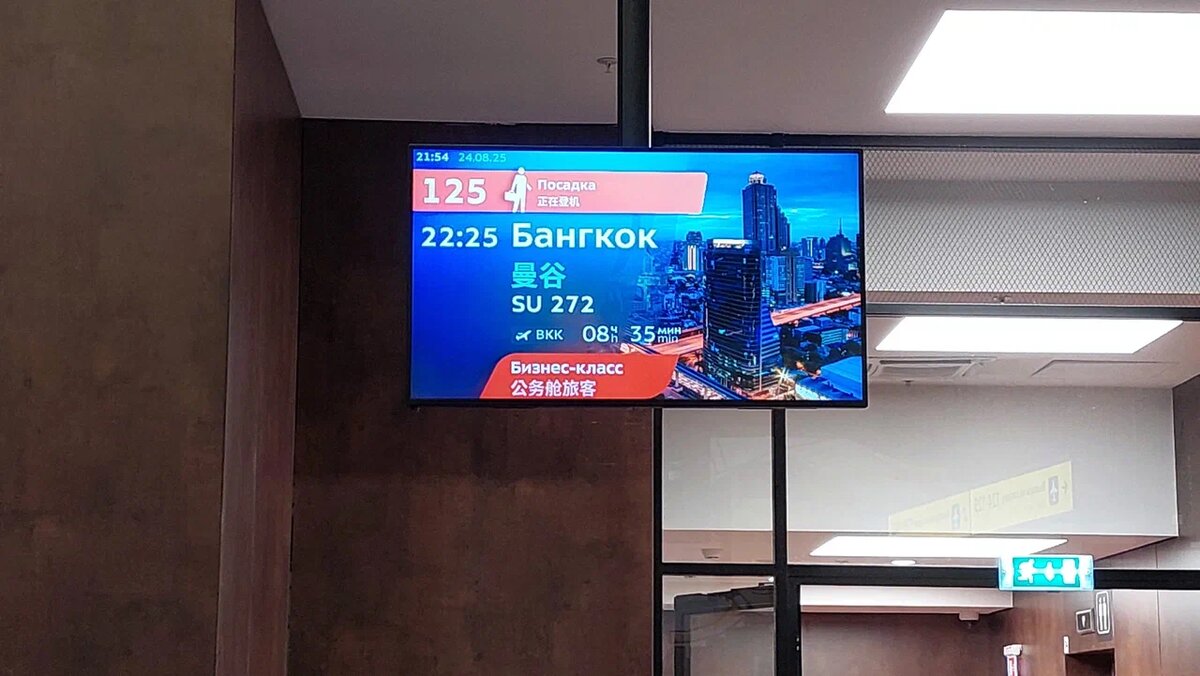 21:54 24.08.25
125 Посадка
正在登机
22:25 Бангкок
曼谷
SU 272
BKK 08 ч h 35 мин min
Бизнес-класс
公务舱旅客